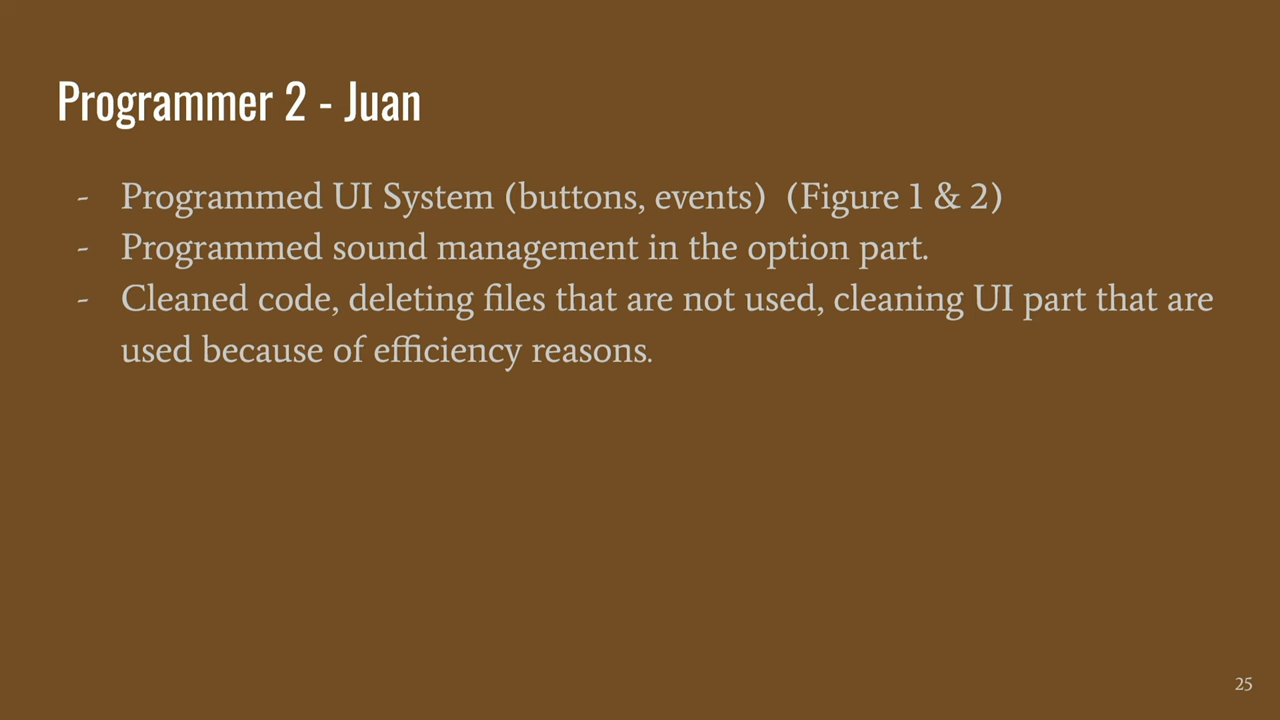 Programmer 2 - Juan
- Programmed UI System (buttons, events)  (Figure 1 & 2)
- Programmed sound management in the option part.
- Cleaned code, deleting files that are not used, cleaning UI part that are
used because of efficiency reasons.
25